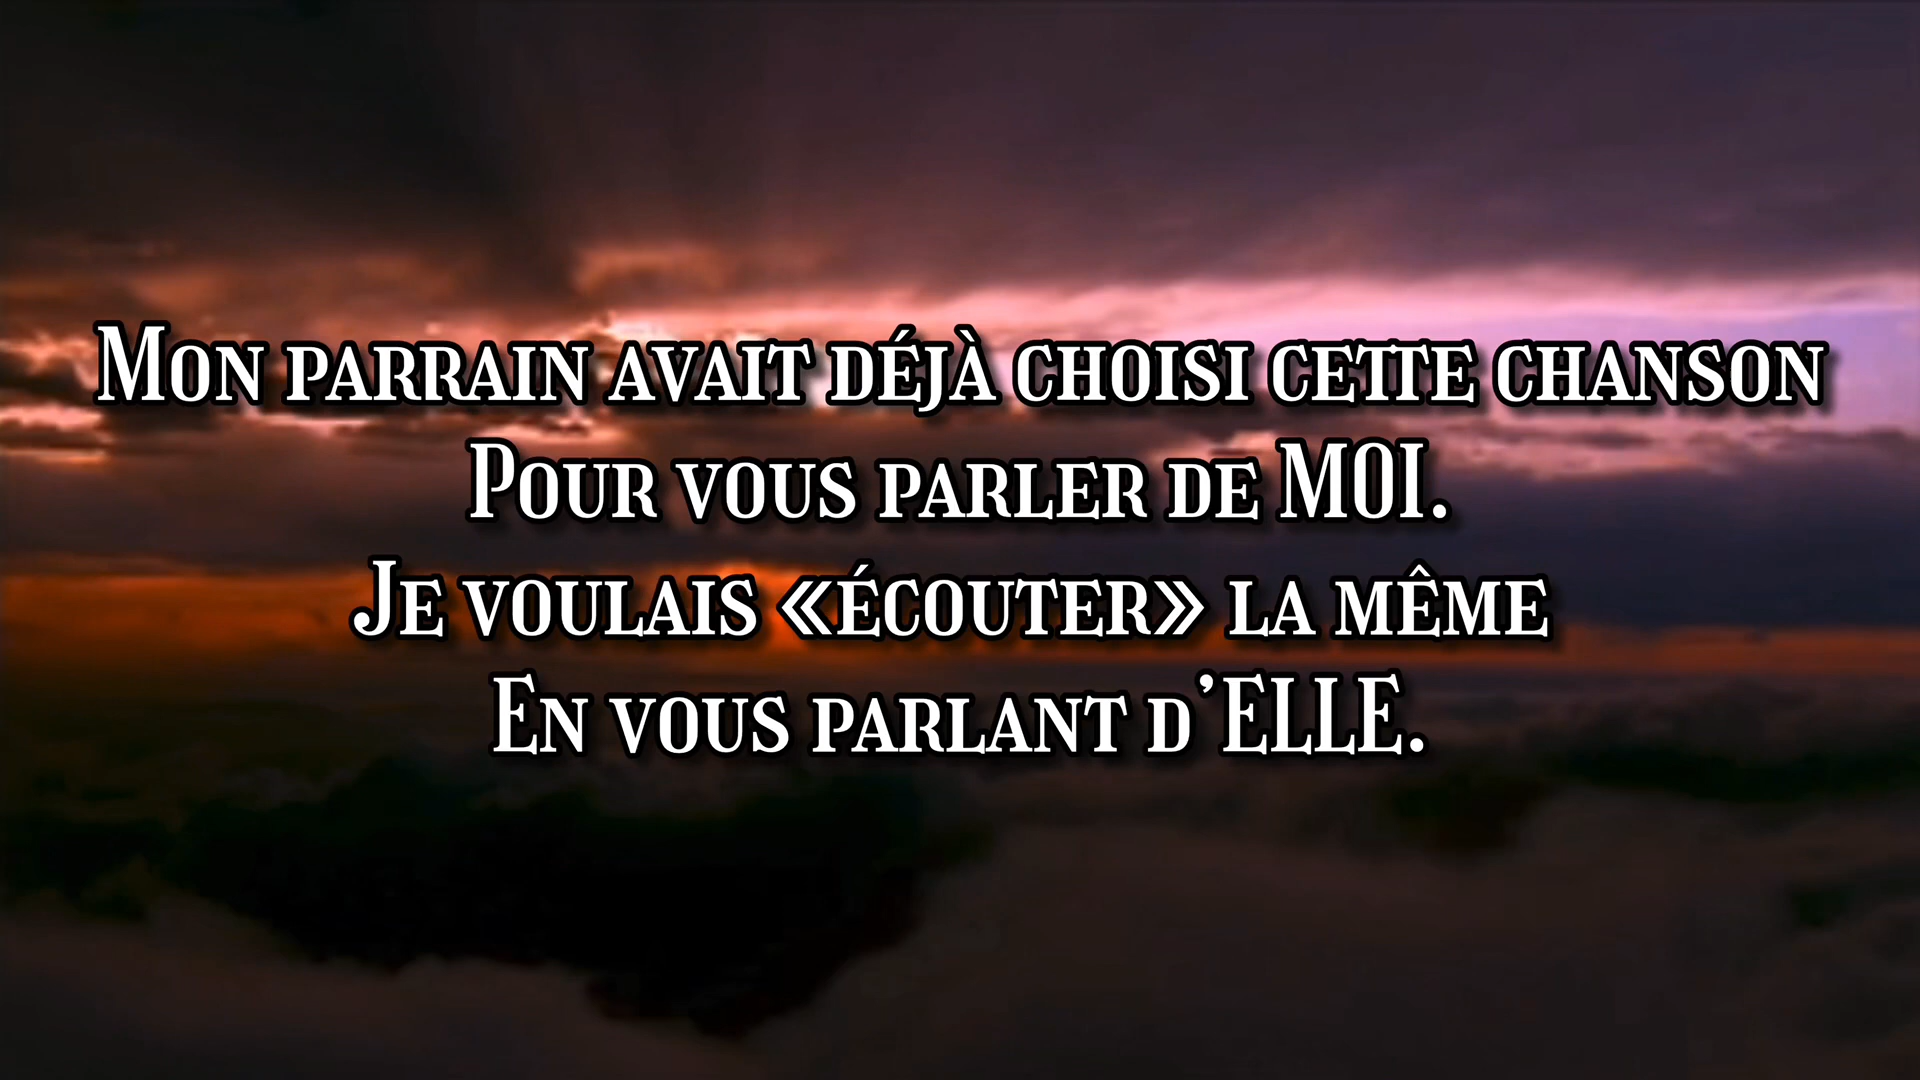 Mon parrain avait déjà choisi cette chanson
Pour vous parler de MOI.
Je voulais «écouter» la même
En vous parlant d’ELLE.